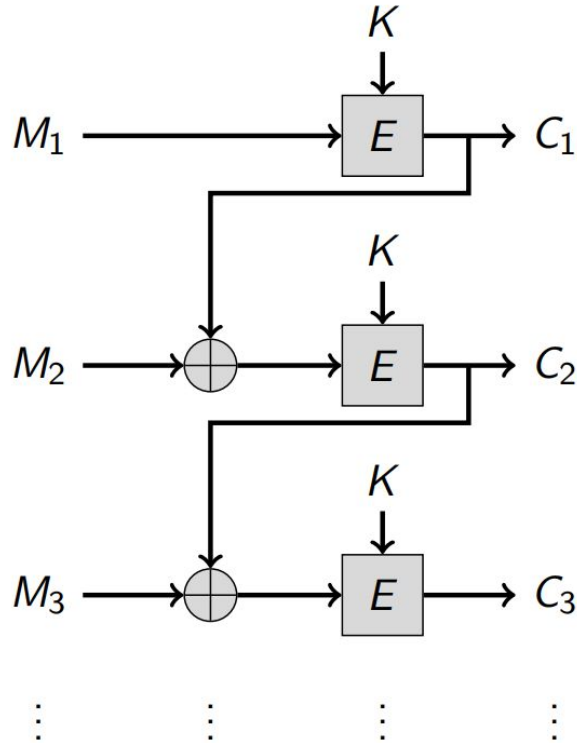 K
M₁ E C₁
K
M₂ E C₂
K
M₃ E C₃
⋮ ⋮ ⋮ ⋮